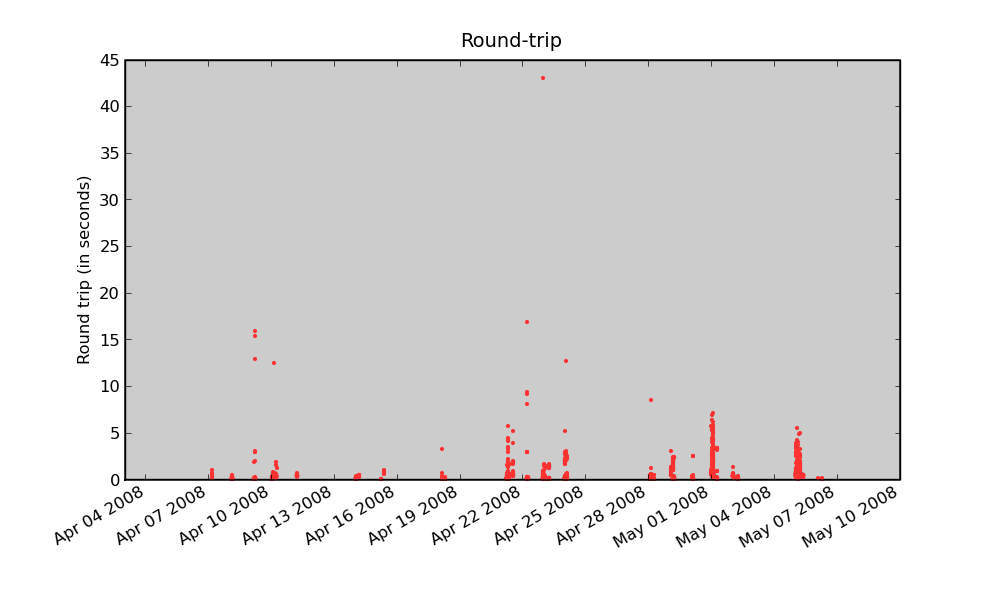 Round-trip
45
40
35
30
25
20
15
10
5
0
Round trip (in seconds)
Apr 04 2008
Apr 07 2008
Apr 10 2008
Apr 13 2008
Apr 16 2008
Apr 19 2008
Apr 22 2008
Apr 25 2008
Apr 28 2008
May 01 2008
May 04 2008
May 07 2008
May 10 2008